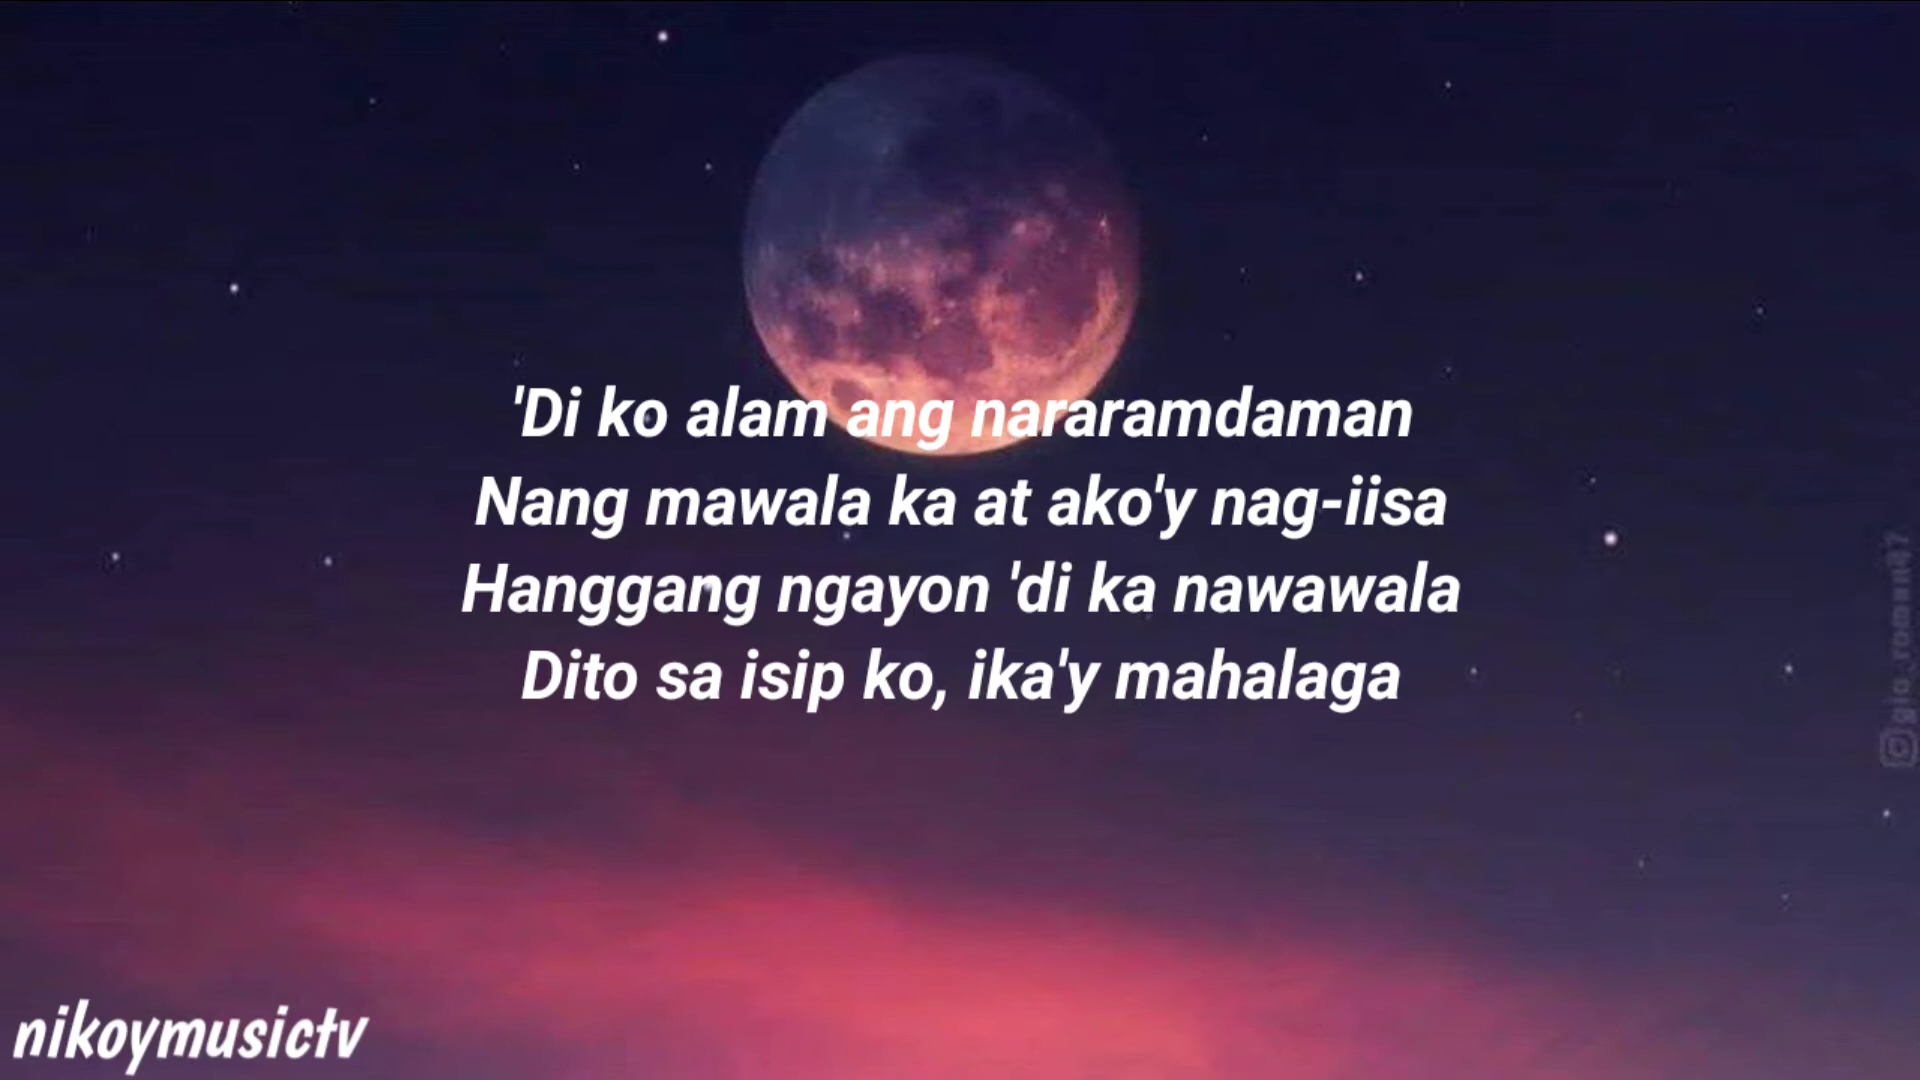 'Di ko alam ang nararamdaman
Nang mawala ka at ako'y nag-iisa
Hanggang ngayon 'di ka nawawala
Dito sa isip ko, ika'y mahalaga
nikoymusictv